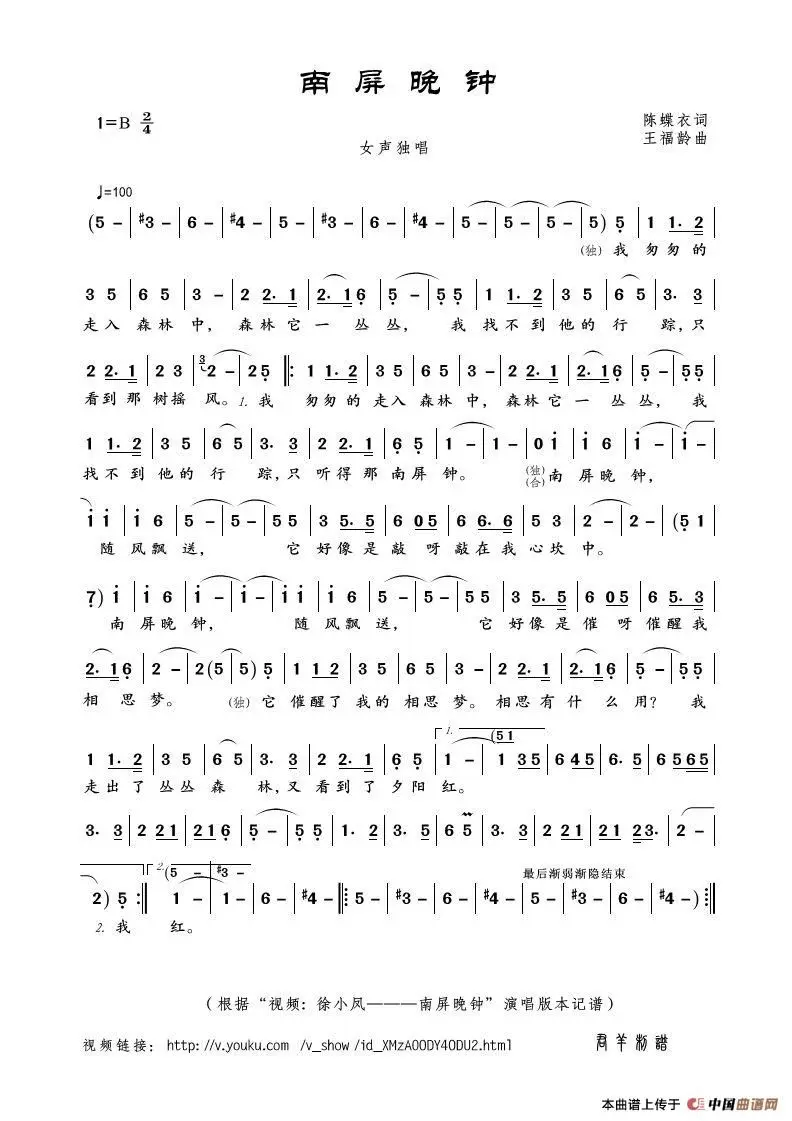 南屏晚钟
1=B 2/4
陈蝶衣词
王福龄曲
女声独唱
♩=100
(5 - | #3 - | 6 - | #4 - | 5 - | #3 - | 6 - | #4 - | 5 - | 5 - | 5 - | 5) 5 | 1 1. 2
(独) 我 匆匆的
3 5 | 6 5 | 3 - | 2 2. 1 | 2. 1 6 | 5 - | 5 5 | 1 1. 2 | 3 5 | 6 5 | 3. 3
走入 森林 中, 森林它一 丛丛, 我 找不到他的行 踪,只
2 2. 1 | 2 3 | 3 2 - | 2 5 |: 1 1. 2 | 3 5 | 6 5 | 3 - | 2 2. 1 | 2. 1 6 | 5 - | 5 5
看到那树摇风。1. 我 匆匆的走入森林中, 森林它一丛丛, 我
1 1. 2 | 3 5 | 6 5 | 3. 3 | 2 2. 1 | 6 5 | 1 - | 1 - | 0 i | i 6 | i - | i -
找不到他的行 踪,只听得那南屏钟。 (独)(合) 南屏晚钟,
i i | i 6 | 5 - | 5 - | 5 5 | 3 5. 5 | 6 05 | 6 6. 6 | 5 3 | 2 - | 2 - | (5 1
随风飘送, 它好像是敲呀敲在我心坎中。
7) i | i 6 | i - | i - | i i | i 6 | 5 - | 5 - | 5 5 | 3 5. 5 | 6 05 | 5. 3
南屏晚钟, 随风飘送, 它好像是催呀催醒我
2. 1 6 | 2 - | 2 (5 | 5) 5 | 1 1 2 | 3 5 | 6 5 | 3 - | 2 2. 1 | 2. 1 6 | 5 - | 5 5
相思梦。 (独) 它 催醒了我的相思梦。相思有什么用? 我
1 1. 2 | 3 5 | 6 5 | 3. 3 | 2 2. 1 | 6 5 | 1. 1 - | (5 1 1 3 5 | 6 4 5 | 6. 5 | 6 5 6 5
走出了丛丛森林,又看到了夕阳红。
3. 3 | 2 2 1 | 2 1 6 | 5 - | 5 5 | 1. 2 | 3. 5 | 6 5 | 3. 3 | 2 2 1 | 2 1 2 3. | 2 -
2) 5 :| 2. (5 - 1 - | #3 - 1 - | 6 - | #4 - |: 5 - | #3 - | 6 - | #4 - | 5 - | #3 - | 6 - | #4 - ) :|
最后渐弱渐隐结束
2. 我 红。
(根据“视频: 徐小凤———南屏晚钟”演唱版本记谱)
视频链接: http://v.youku.com /v_show/id_XMzA0ODY4ODU2.html
君羊制谱
本曲谱上传于 中国曲谱网